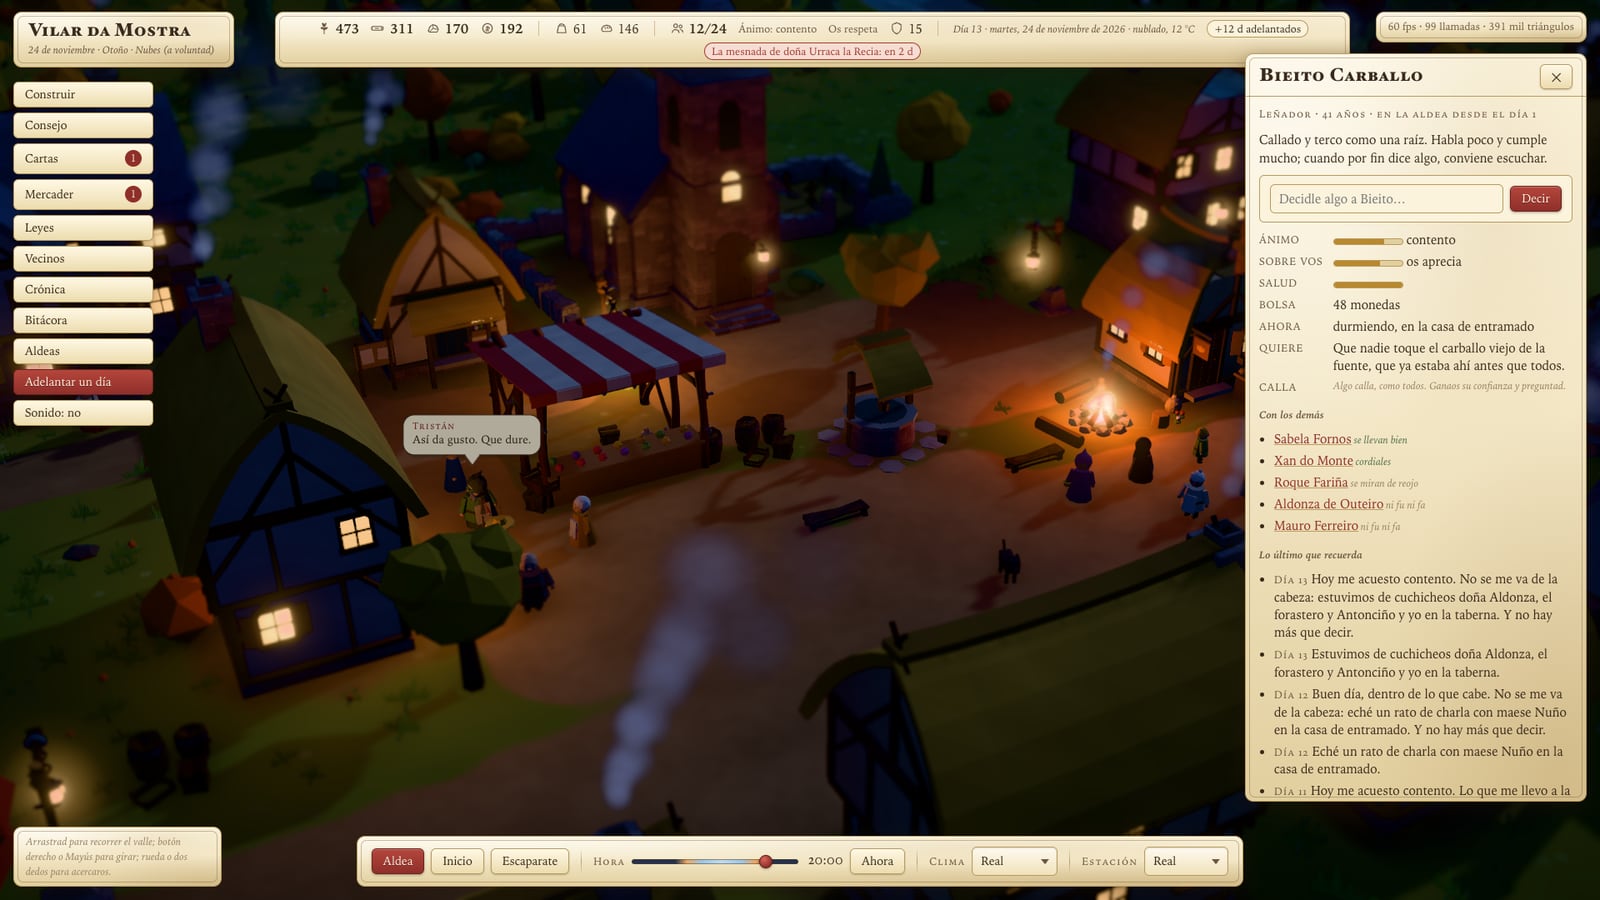 Vilar da Mostra
24 de noviembre · Otoño · Nubes (a voluntad)
473 311 170 192 61 146 12/24 Ánimo: contento Os respeta 15 Día 13 · martes, 24 de noviembre de 2026 · nublado, 12 °C +12 d adelantados
La mesnada de doña Urraca la Recia: en 2 d
60 fps · 99 llamadas · 391 mil triángulos
Construir
Consejo
Cartas 1
Mercader 1
Leyes
Vecinos
Crónica
Bitácora
Aldeas
Adelantar un día
Sonido: no
Tristán
Así da gusto. Que dure.
Bieito Carballo
Leñador · 41 años · en la aldea desde el día 1
Callado y terco como una raíz. Habla poco y cumple
mucho; cuando por fin dice algo, conviene escuchar.
Decidle algo a Bieito... Decir
Ánimo contento
Sobre vos os aprecia
Salud
Bolsa 48 monedas
Ahora durmiendo, en la casa de entramado
Quiere Que nadie toque el carballo viejo de la
fuente, que ya estaba ahí antes que todos.
Calla Algo calla, como todos. Ganaos su confianza y preguntad.
Con los demás
Sabela Fornos se llevan bien
Xan do Monte cordiales
Roque Fariña se miran de reojo
Aldonza de Outeiro ni fu ni fa
Mauro Ferreiro ni fu ni fa
Lo último que recuerda
Día 13 Hoy me acuesto contento. No se me va de la
cabeza: estuvimos de cuchicheos doña Aldonza, el
forastero y Antonciño y yo en la taberna. Y no hay
más que decir.
Día 13 Estuvimos de cuchicheos doña Aldonza, el
forastero y Antonciño y yo en la taberna.
Día 12 Buen día, dentro de lo que cabe. No se me va
de la cabeza: eché un rato de charla con maese Nuño
en la casa de entramado. Y no hay más que decir.
Día 12 Eché un rato de charla con maese Nuño en la
casa de entramado.
Día 11 Hoy me acuesto contento. Lo que me llevo a la
Arrastrad para recorrer el valle; botón
derecho o Mayús para girar; rueda o dos
dedos para acercaros.
Aldea Inicio Escaparate Hora 20:00 Ahora Clima Real Estación Real